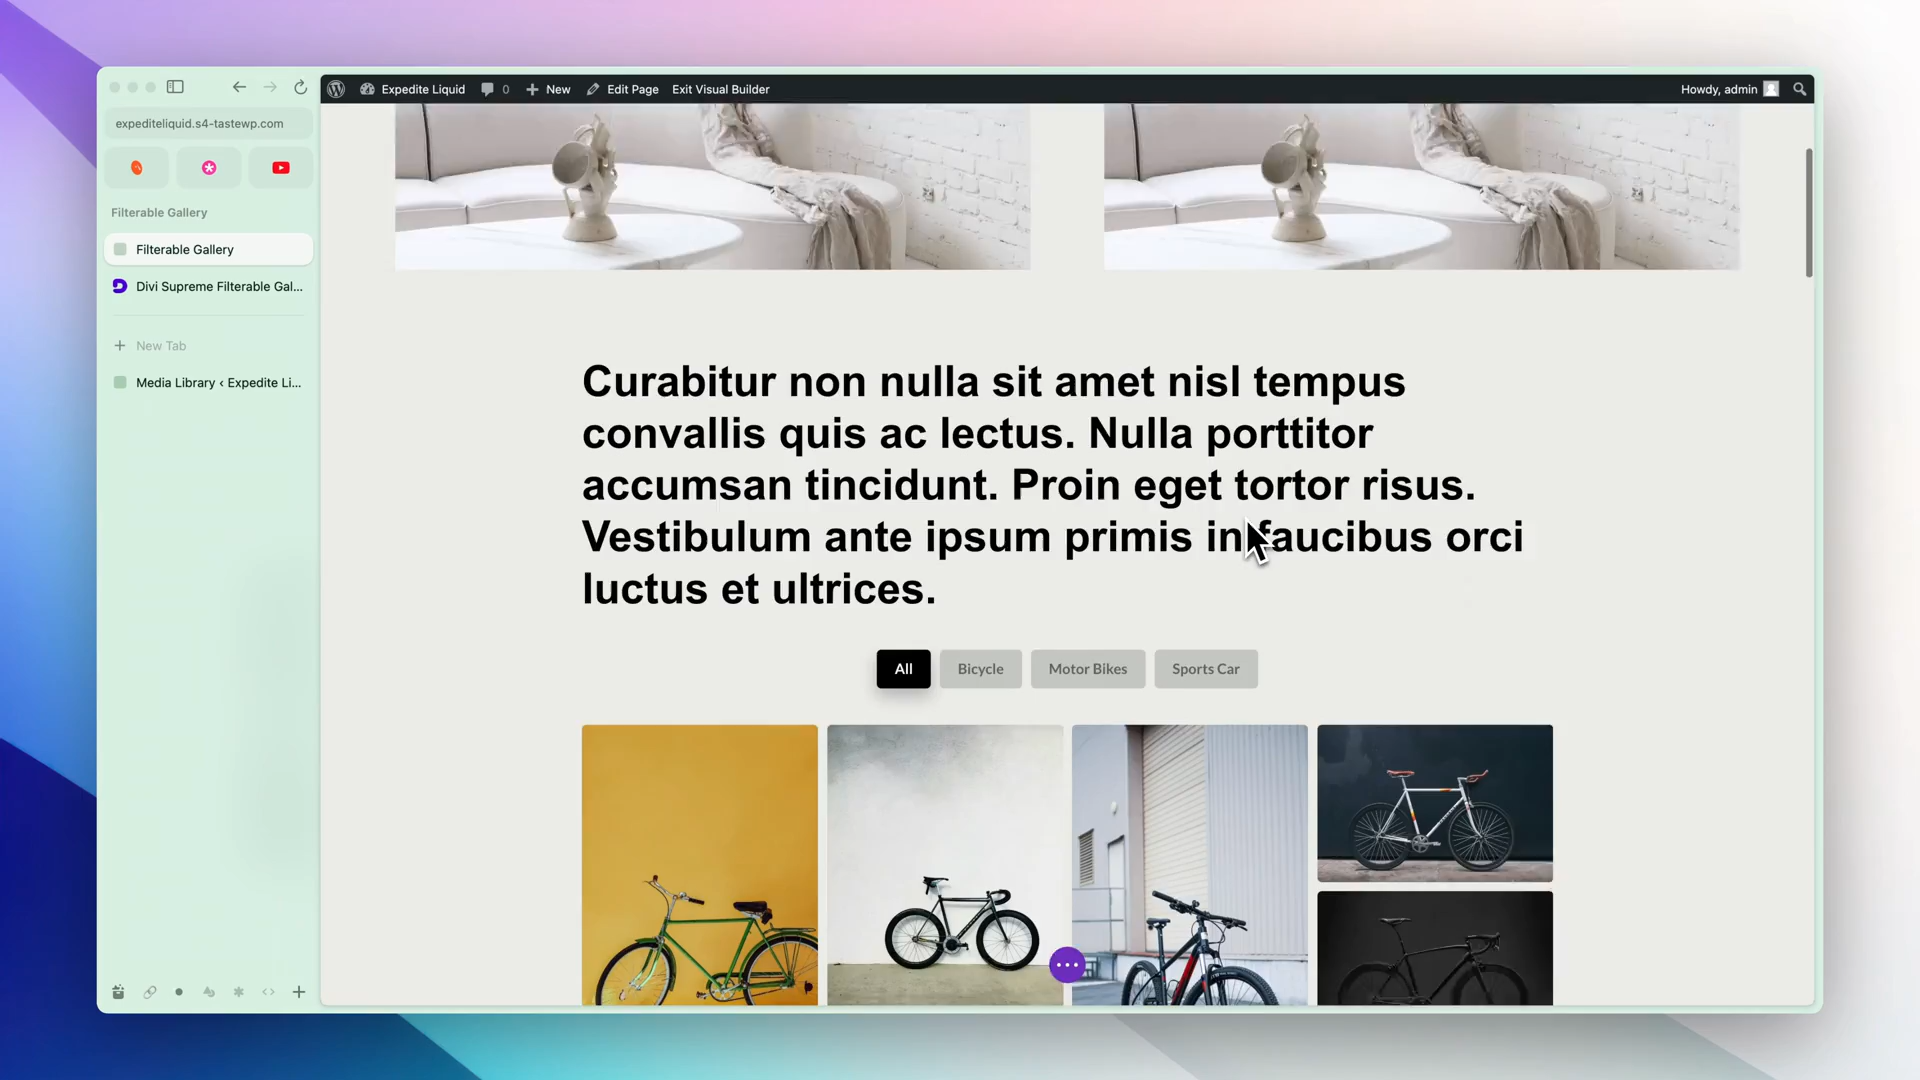 Expedite Liquid
0
New
Edit Page
Exit Visual Builder
Howdy, admin
expediteliquid.s4-tastewp.com
Filterable Gallery
Filterable Gallery
Divi Supreme Filterable Gal...
New Tab
Media Library ‹ Expedite Li...
Curabitur non nulla sit amet nisl tempus
convallis quis ac lectus. Nulla porttitor
accumsan tincidunt. Proin eget tortor risus.
Vestibulum ante ipsum primis in faucibus orci
luctus et ultrices.
All
Bicycle
Motor Bikes
Sports Car